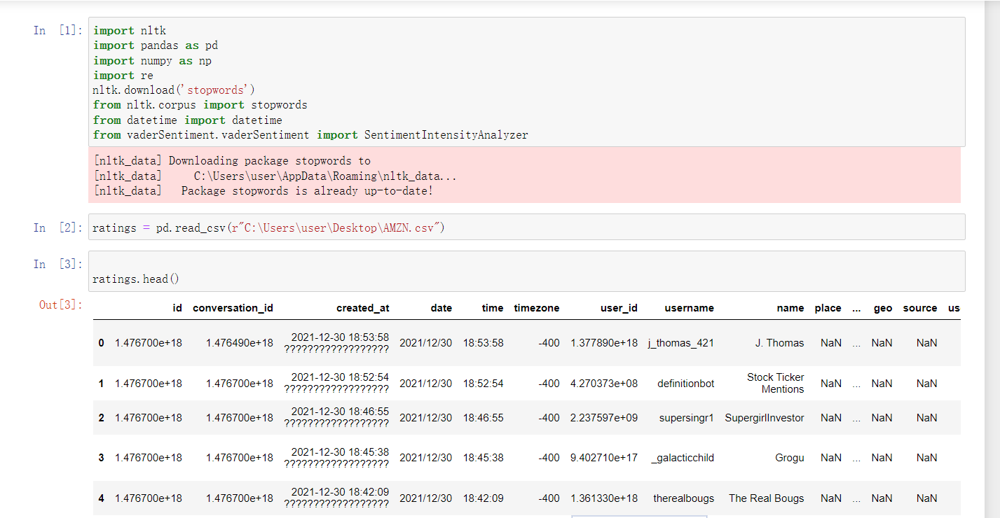 In [1]: import nltk
import pandas as pd
import numpy as np
import re
nltk.download('stopwords')
from nltk.corpus import stopwords
from datetime import datetime
from vaderSentiment.vaderSentiment import SentimentIntensityAnalyzer
[nltk_data] Downloading package stopwords to
[nltk_data]     C:\Users\user\AppData\Roaming\nltk_data...
[nltk_data]   Package stopwords is already up-to-date!
In [2]: ratings = pd.read_csv(r"C:\Users\user\Desktop\AMZN.csv")
In [3]:
ratings.head()
Out[3]:
id conversation_id created_at date time timezone user_id username name place ... geo source us
0 1.476700e+18 1.476490e+18 2021-12-30 18:53:58 ?????????????????? 2021/12/30 18:53:58 -400 1.377890e+18 j_thomas_421 J. Thomas NaN ... NaN NaN
1 1.476700e+18 1.476700e+18 2021-12-30 18:52:54 ?????????????????? 2021/12/30 18:52:54 -400 4.270373e+08 definitionbot Stock Ticker Mentions NaN ... NaN NaN
2 1.476700e+18 1.476700e+18 2021-12-30 18:46:55 ?????????????????? 2021/12/30 18:46:55 -400 2.237597e+09 supersingr1 SupergirlInvestor NaN ... NaN NaN
3 1.476700e+18 1.476700e+18 2021-12-30 18:45:38 ?????????????????? 2021/12/30 18:45:38 -400 9.402710e+17 _galacticchild Grogu NaN ... NaN NaN
4 1.476700e+18 1.476700e+18 2021-12-30 18:42:09 ?????????????????? 2021/12/30 18:42:09 -400 1.361330e+18 therealbougs The Real Bougs NaN ... NaN NaN